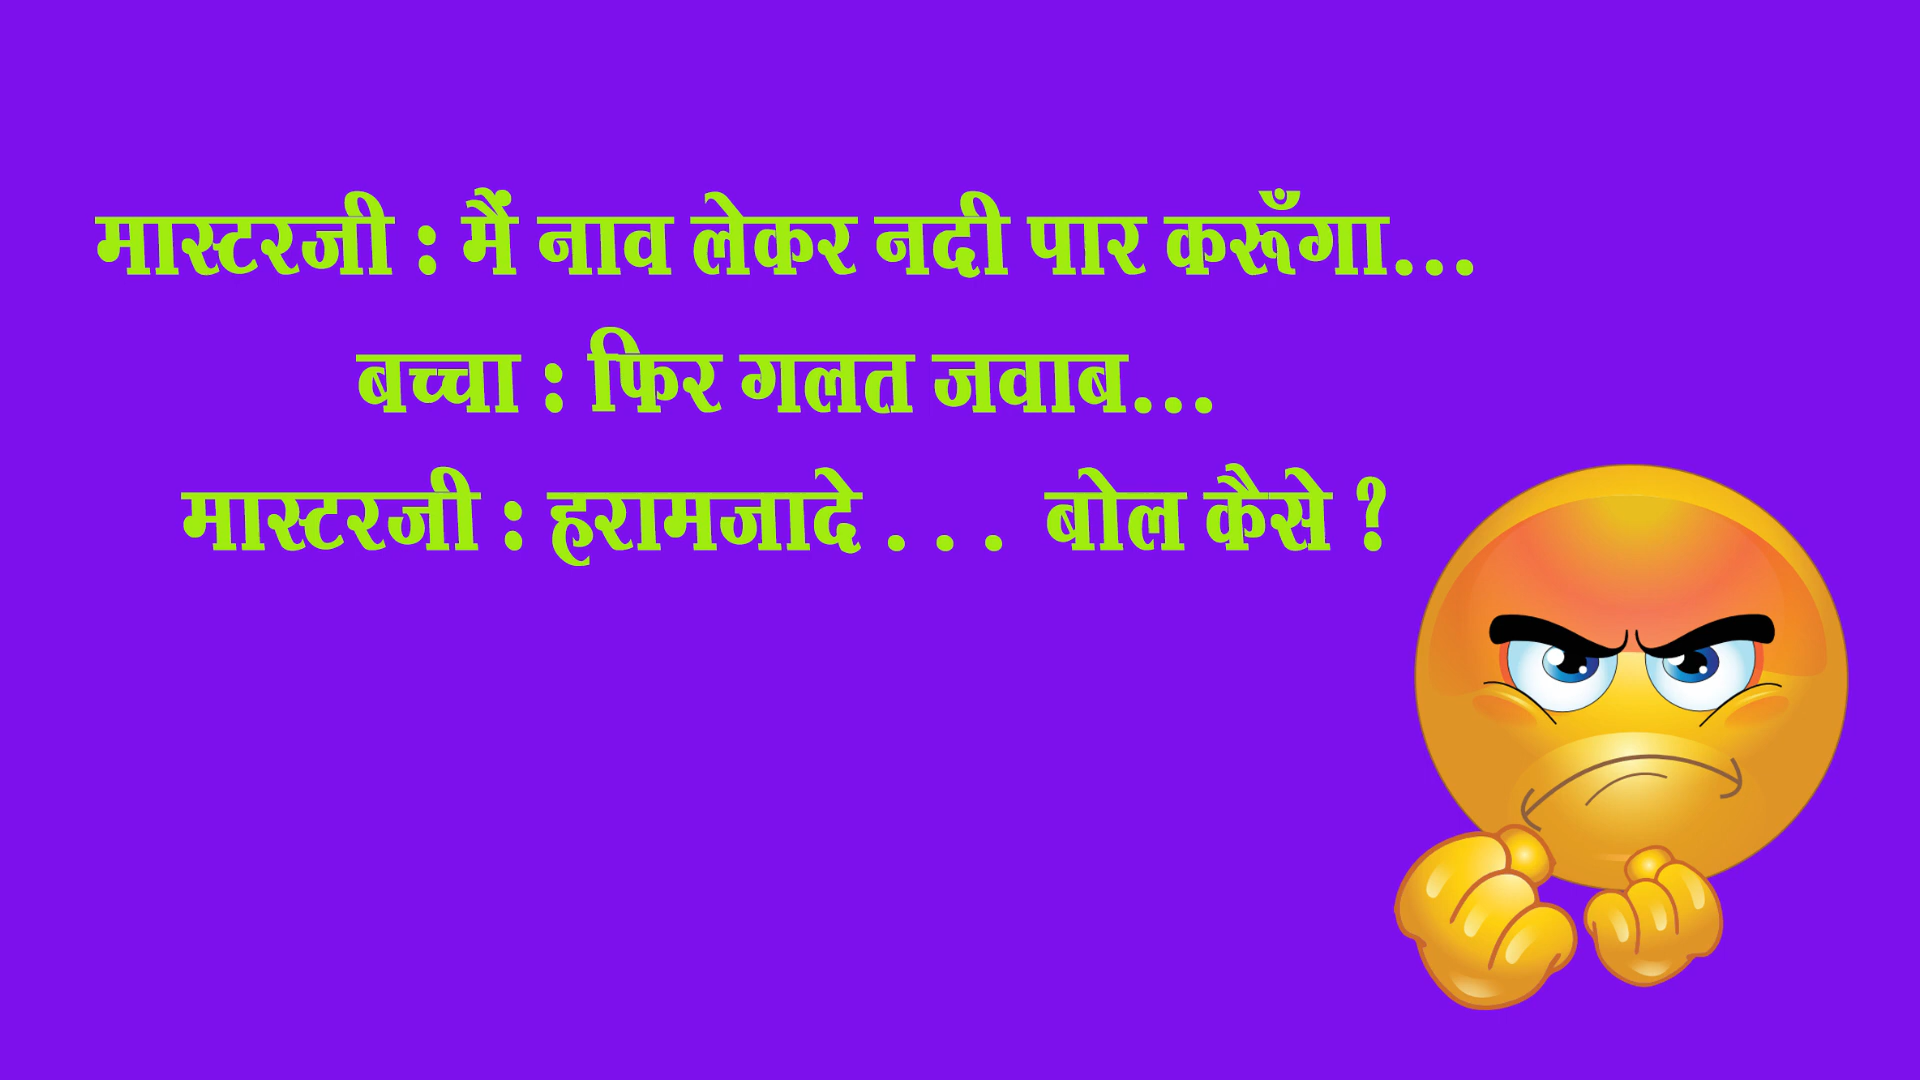 मास्टरजी : मैं नाव लेकर नदी पार करूँगा...
बच्चा : फिर गलत जवाब...
मास्टरजी : हरामजादे . . . बोल कैसे ?